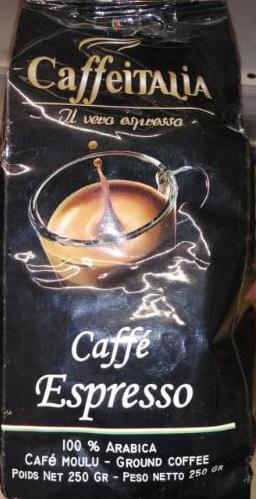 CaffeITALIA
Il vero espresso
Caffé
Espresso
100 % ARABICA
CAFÉ MOULU - GROUND COFFEE
POIDS NET 250 GR - PESO NETTO 250 GR